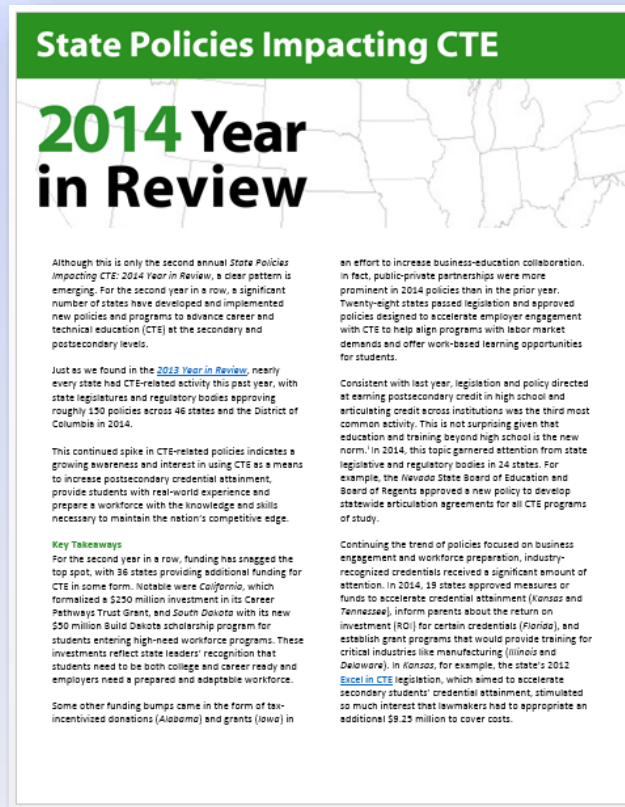 State Policies Impacting CTE
2014 Year
in Review
Although this is only the second annual State Policies
Impacting CTE: 2014 Year in Review, a clear pattern is
emerging. For the second year in a row, a significant
number of states have developed and implemented
new policies and programs to advance career and
technical education (CTE) at the secondary and
postsecondary levels.
Just as we found in the 2013 Year in Review, nearly
every state had CTE-related activity this past year, with
state legislatures and regulatory bodies approving
roughly 150 policies across 46 states and the District of
Columbia in 2014.
This continued spike in CTE-related policies indicates a
growing awareness and interest in using CTE as a means
to increase postsecondary credential attainment,
provide students with real-world experience and
prepare a workforce with the knowledge and skills
necessary to maintain the nation's competitive edge.
Key Takeaways
For the second year in a row, funding has snagged the
top spot, with 36 states providing additional funding for
CTE in some form. Notable were California, which
formalized a $250 million investment in its Career
Pathways Trust Grant, and South Dakota with its new
$50 million Build Dakota scholarship program for
students entering high-need workforce programs. These
investments reflect state leaders' recognition that
students need to be both college and career ready and
employers need a prepared and adaptable workforce.
Some other funding bumps came in the form of tax-
incentivized donations (Alabama) and grants (Iowa) in
an effort to increase business-education collaboration.
In fact, public-private partnerships were more
prominent in 2014 policies than in the prior year.
Twenty-eight states passed legislation and approved
policies designed to accelerate employer engagement
with CTE to help align programs with labor market
demands and offer work-based learning opportunities
for students.
Consistent with last year, legislation and policy directed
at earning postsecondary credit in high school and
articulating credit across institutions was the third most
common activity. This is not surprising given that
education and training beyond high school is the new
norm.¹ In 2014, this topic garnered attention from state
legislative and regulatory bodies in 24 states. For
example, the Nevada State Board of Education and
Board of Regents approved a new policy to develop
statewide articulation agreements for all CTE programs
of study.
Continuing the trend of policies focused on business
engagement and workforce preparation, industry-
recognized credentials received a significant amount of
attention. In 2014, 19 states approved measures or
funds to accelerate credential attainment (Kansas and
Tennessee), inform parents about the return on
investment (ROI) for certain credentials (Florida), and
establish grant programs that would provide training for
critical industries like manufacturing (Illinois and
Delaware). In Kansas, for example, the state's 2012
Excel in CTE legislation, which aimed to accelerate
secondary students' credential attainment, stimulated
so much interest that lawmakers had to appropriate an
additional $9.25 million to cover costs.